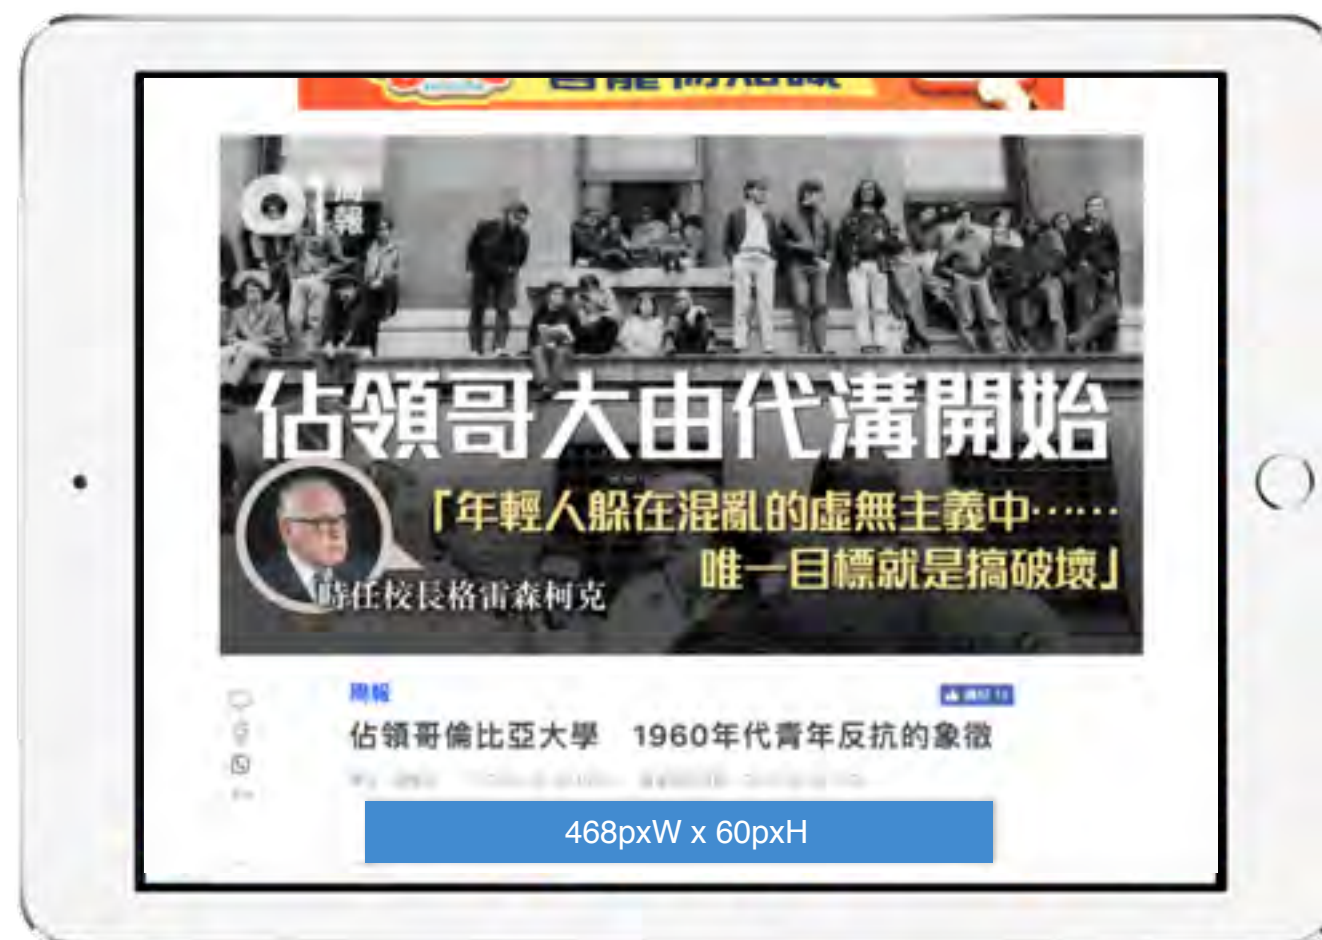 周報
佔領哥大由代溝開始
「年輕人躲在混亂的虛無主義中……
唯一目標就是搞破壞」
時任校長格雷森柯克
周報
佔領哥倫比亞大學　1960年代青年反抗的象徵
468pxW x 60pxH